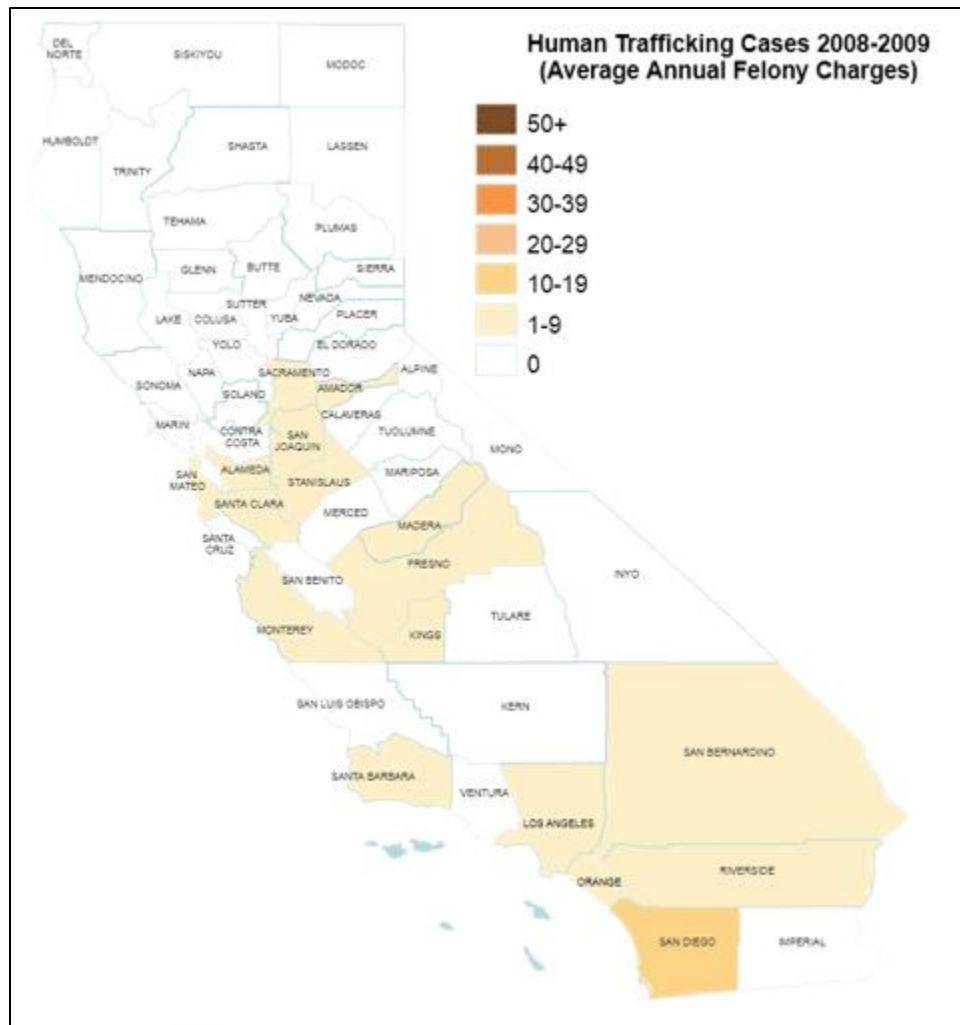 Human Trafficking Cases 2008-2009
(Average Annual Felony Charges)
50+
40-49
30-39
20-29
10-19
1-9
0
DEL
NORTE
SISKIYOU
MODOC
HUMBOLDT
TRINITY
SHASTA
LASSEN
TEHAMA
PLUMAS
MENDOCINO
GLENN
BUTTE
SIERRA
LAKE
COLUSA
SUTTER
YUBA
NEVADA
PLACER
YOLO
EL DORADO
SONOMA
NAPA
SACRAMENTO
ALPINE
AMADOR
SOLAND
MARIN
CONTRA
COSTA
SAN
JOAQUIN
CALAVERAS
TUOLUMNE
MONO
SAN
MATEO
ALAMEDA
STANISLAUS
MARIPOSA
SANTA CLARA
MERCED
MADERA
SANTA
CRUZ
SAN BENITO
FRESNO
INYO
TULARE
MONTEREY
KINGS
SAN LUIS OBISPO
KERN
SAN BERNARDINO
SANTA BARBARA
VENTURA
LOS ANGELES
ORANGE
RIVERSIDE
SAN DIEGO
IMPERIAL